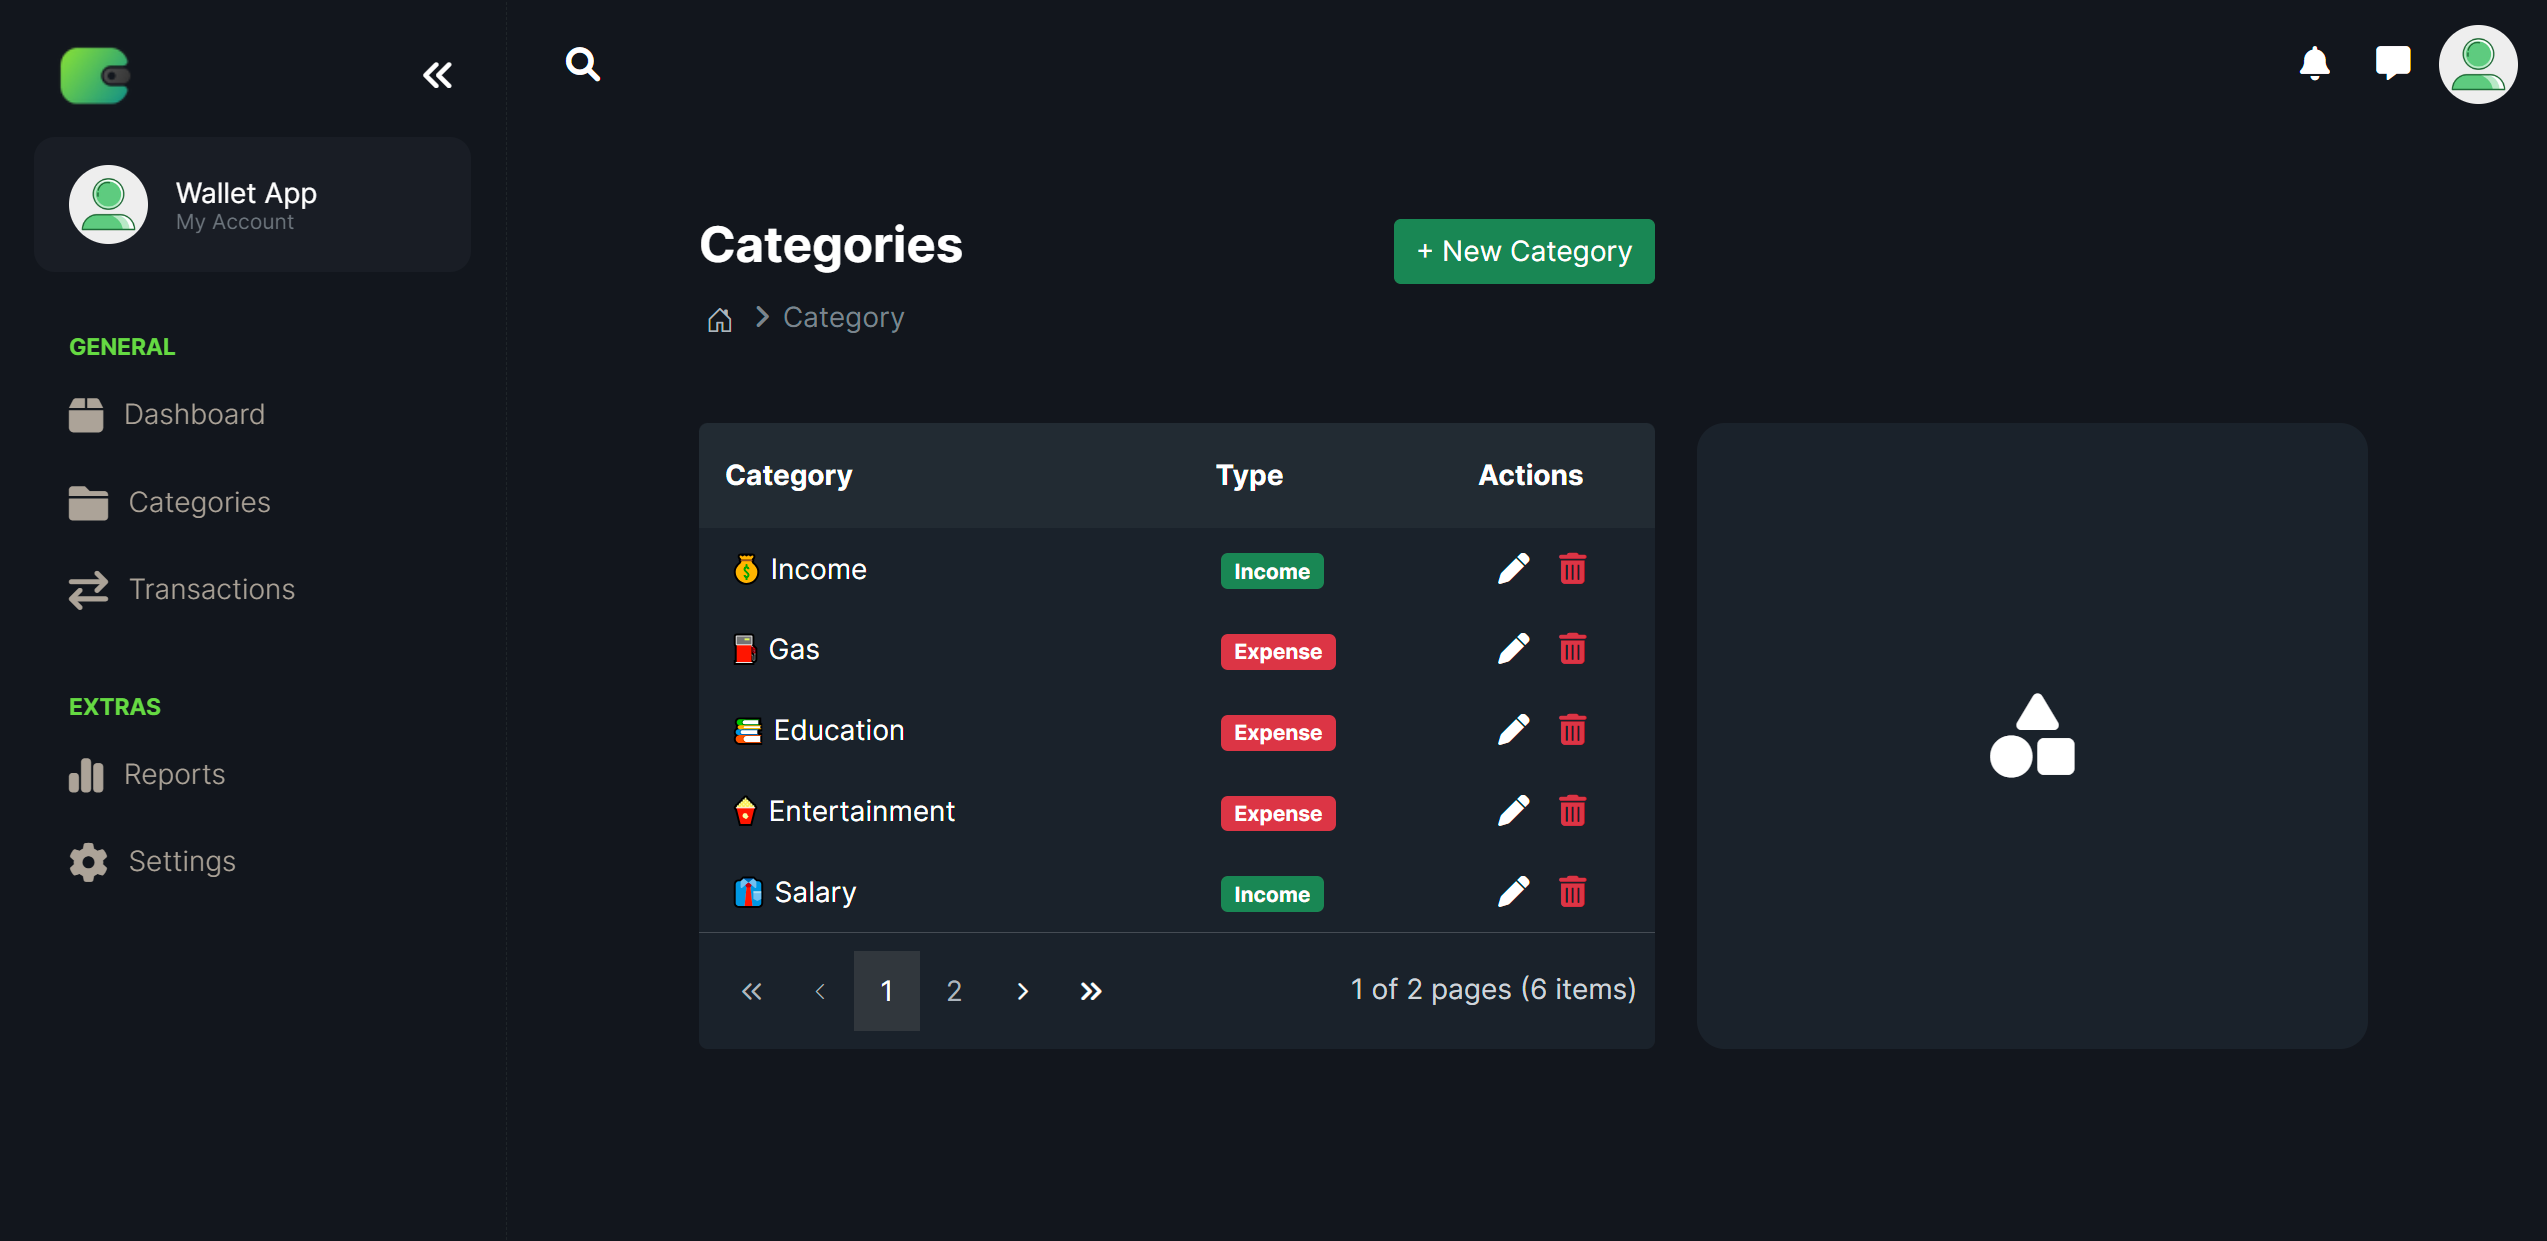 Wallet App
My Account
GENERAL
Dashboard
Categories
Transactions
EXTRAS
Reports
Settings
Categories
+ New Category
Category
Category Type Actions
Income Income
Gas Expense
Education Expense
Entertainment Expense
Salary Income
1 2 1 of 2 pages (6 items)